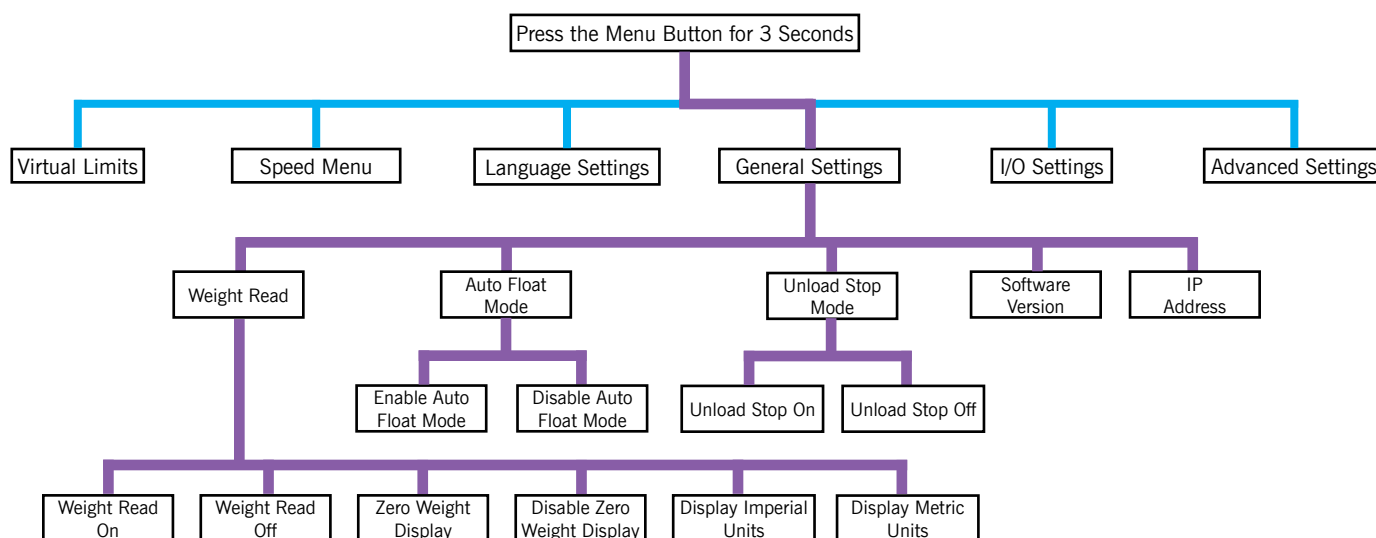 Press the Menu Button for 3 Seconds
Virtual Limits
Speed Menu
Language Settings
General Settings
I/O Settings
Advanced Settings
Weight Read
Auto Float
Mode
Unload Stop
Mode
Software
Version
IP
Address
Enable Auto
Float Mode
Disable Auto
Float Mode
Unload Stop On
Unload Stop Off
Weight Read
On
Weight Read
Off
Zero Weight
Display
Disable Zero
Weight Display
Display Imperial
Units
Display Metric
Units